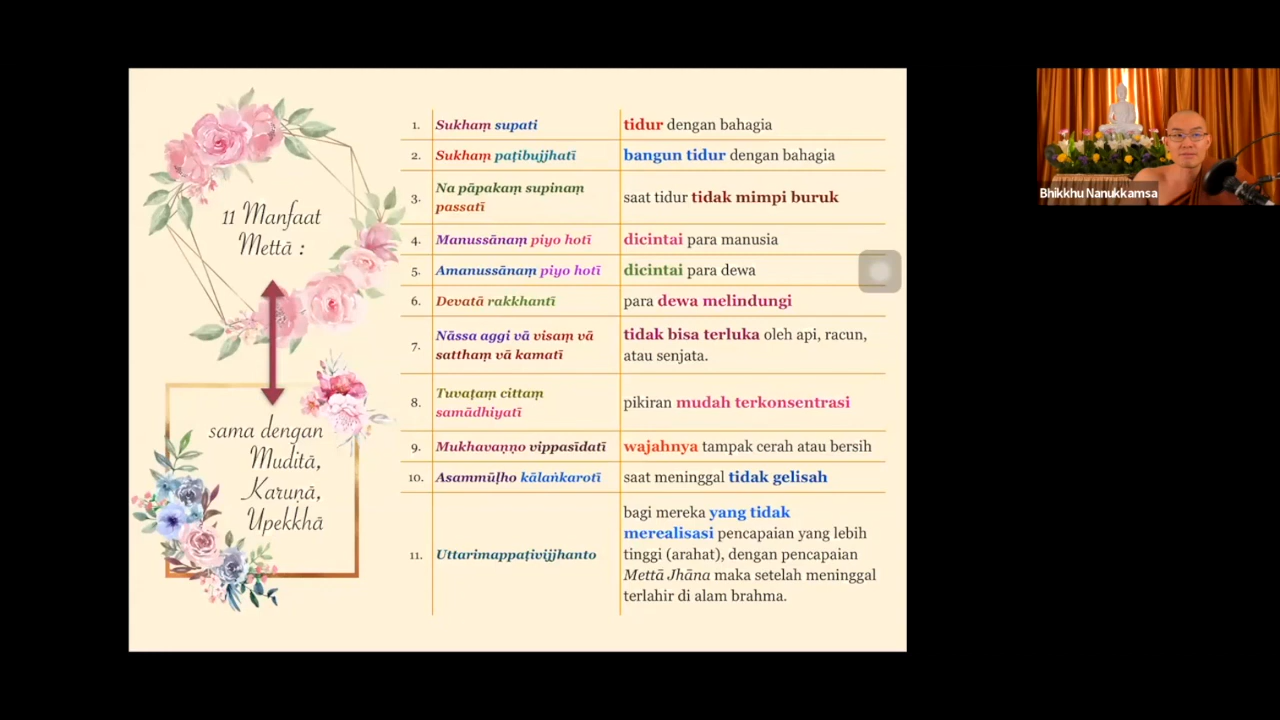 11 Manfaat
Mettā :
sama dengan
Muditā,
Karuṇā,
Upekkhā
1. Sukhaṃ supati tidur dengan bahagia
2. Sukhaṃ paṭibujjhatī bangun tidur dengan bahagia
3. Na pāpakaṃ supinaṃ
passatī
saat tidur tidak mimpi buruk
4. Manussānaṃ piyo hotī dicintai para manusia
5. Amanussānaṃ piyo hotī dicintai para dewa
6. Devatā rakkhantī para dewa melindungi
7. Nāssa aggi vā visaṃ vā
satthaṃ vā kamatī
tidak bisa terluka oleh api, racun,
atau senjata.
8. Tuvaṭaṃ cittaṃ
samādhiyatī
pikiran mudah terkonsentrasi
9. Mukhavaṇṇo vippasīdatī wajahnya tampak cerah atau bersih
10. Asammūḷho kālaṅkarotī saat meninggal tidak gelisah
11. Uttarimappaṭivijjhanto
bagi mereka yang tidak
merealisasi pencapaian yang lebih
tinggi (arahat), dengan pencapaian
Mettā Jhāna maka setelah meninggal
terlahir di alam brahma.
Bhikkhu Nanukkamsa